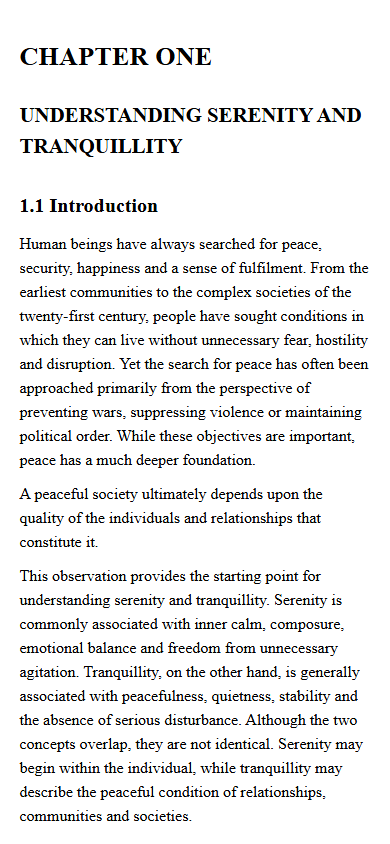 CHAPTER ONE
UNDERSTANDING SERENITY AND
TRANQUILLITY
1.1 Introduction
Human beings have always searched for peace,
security, happiness and a sense of fulfilment. From the
earliest communities to the complex societies of the
twenty-first century, people have sought conditions in
which they can live without unnecessary fear, hostility
and disruption. Yet the search for peace has often been
approached primarily from the perspective of
preventing wars, suppressing violence or maintaining
political order. While these objectives are important,
peace has a much deeper foundation.
A peaceful society ultimately depends upon the
quality of the individuals and relationships that
constitute it.
This observation provides the starting point for
understanding serenity and tranquillity. Serenity is
commonly associated with inner calm, composure,
emotional balance and freedom from unnecessary
agitation. Tranquillity, on the other hand, is generally
associated with peacefulness, quietness, stability and
the absence of serious disturbance. Although the two
concepts overlap, they are not identical. Serenity may
begin within the individual, while tranquillity may
describe the peaceful condition of relationships,
communities and societies.